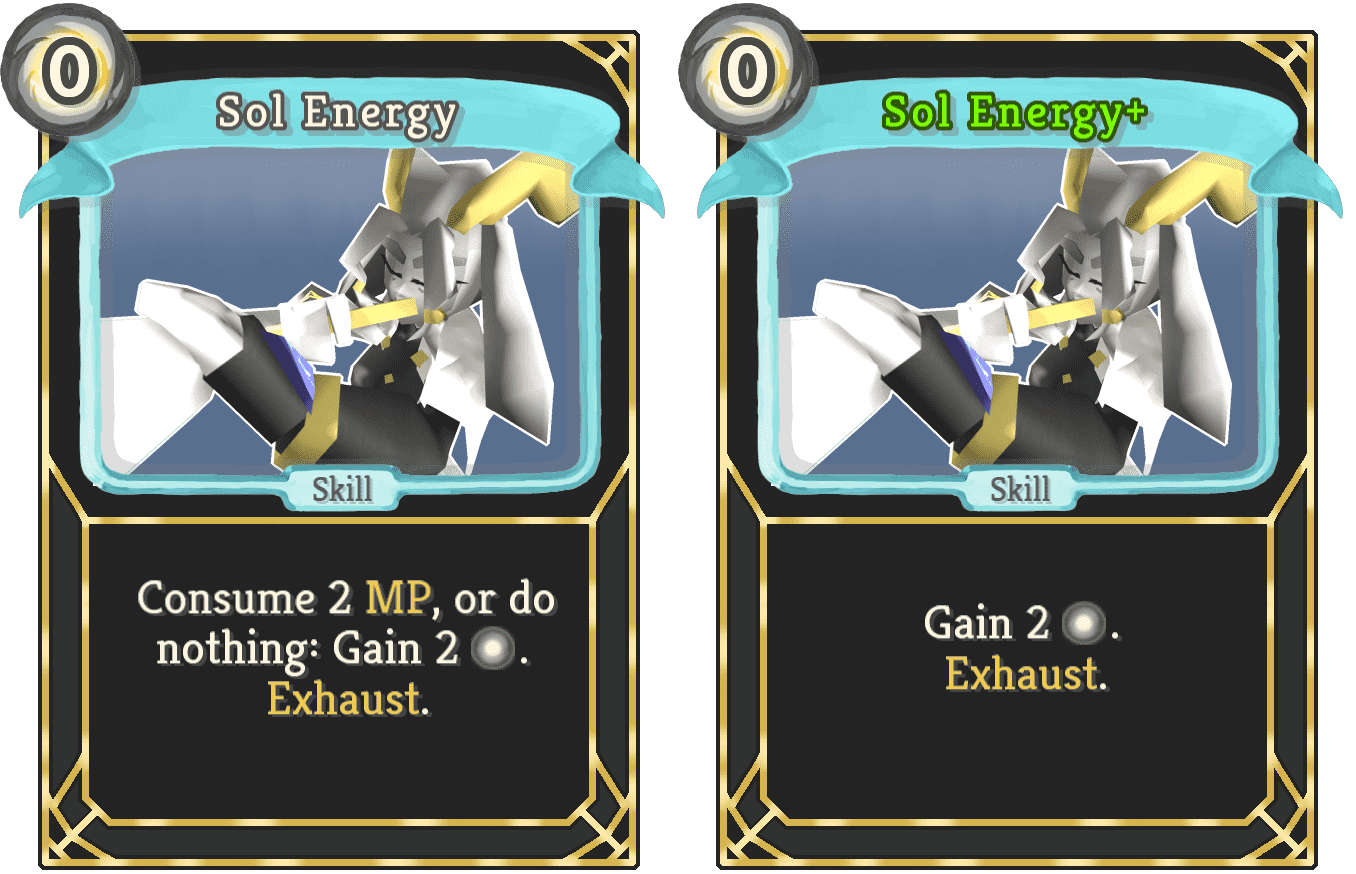 0
Sol Energy
Skill
Consume 2 MP, or do
nothing: Gain 2 .
Exhaust.
0
Sol Energy+
Skill
Gain 2 .
Exhaust.